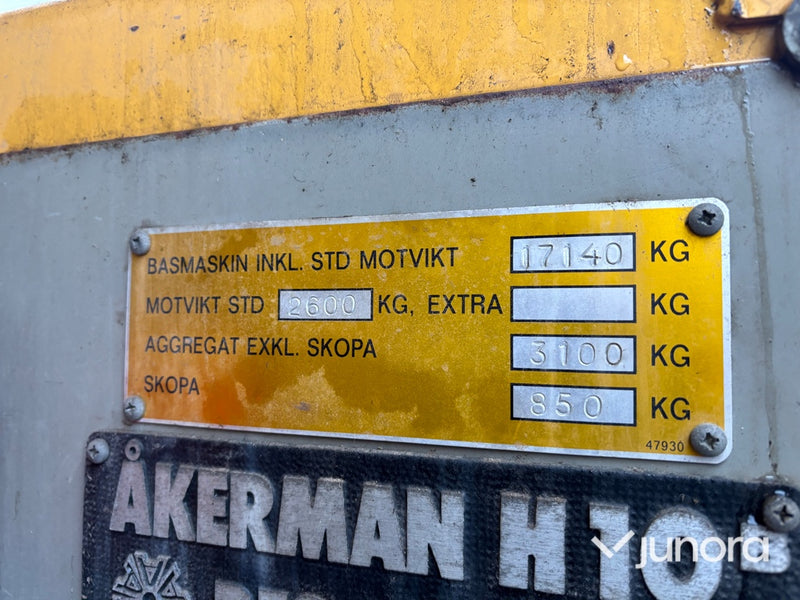 BASMASKIN INKL. STD MOTVIKT 17140 KG
MOTVIKT STD 2600 KG, EXTRA KG
AGGREGAT EXKL. SKOPA 3100 KG
SKOPA 850 KG
47930
ÅKERMAN H 10
junora